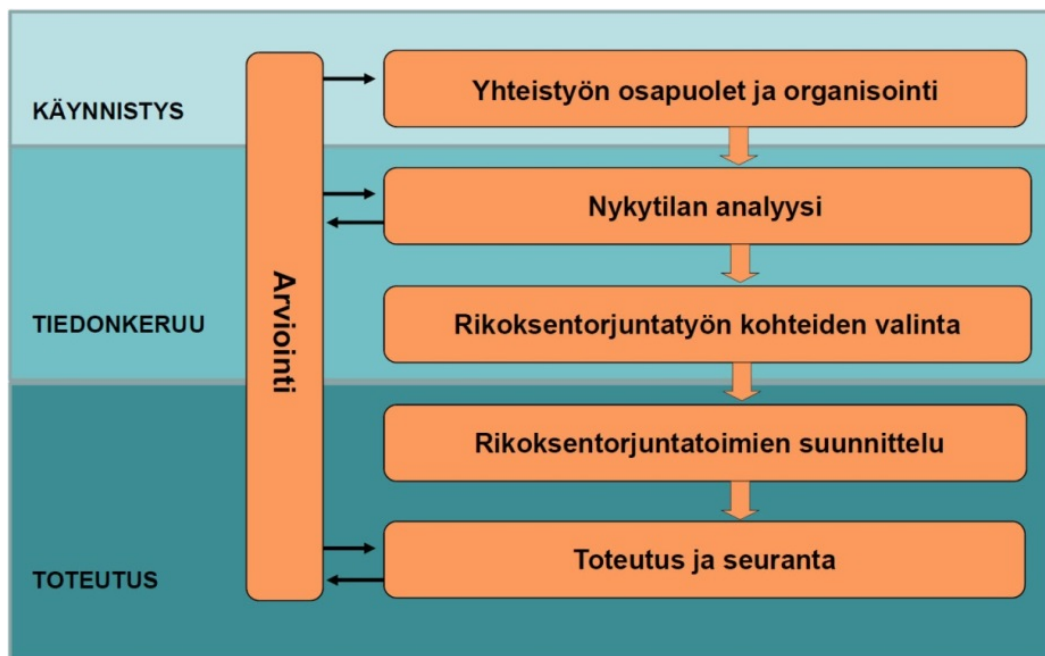 KÄYNNISTYS
Yhteistyön osapuolet ja organisointi
Arviointi
Nykytilan analyysi
TIEDONKERUU
Rikoksentorjuntatyön kohteiden valinta
Rikoksentorjuntatoimien suunnittelu
TOTEUTUS
Toteutus ja seuranta